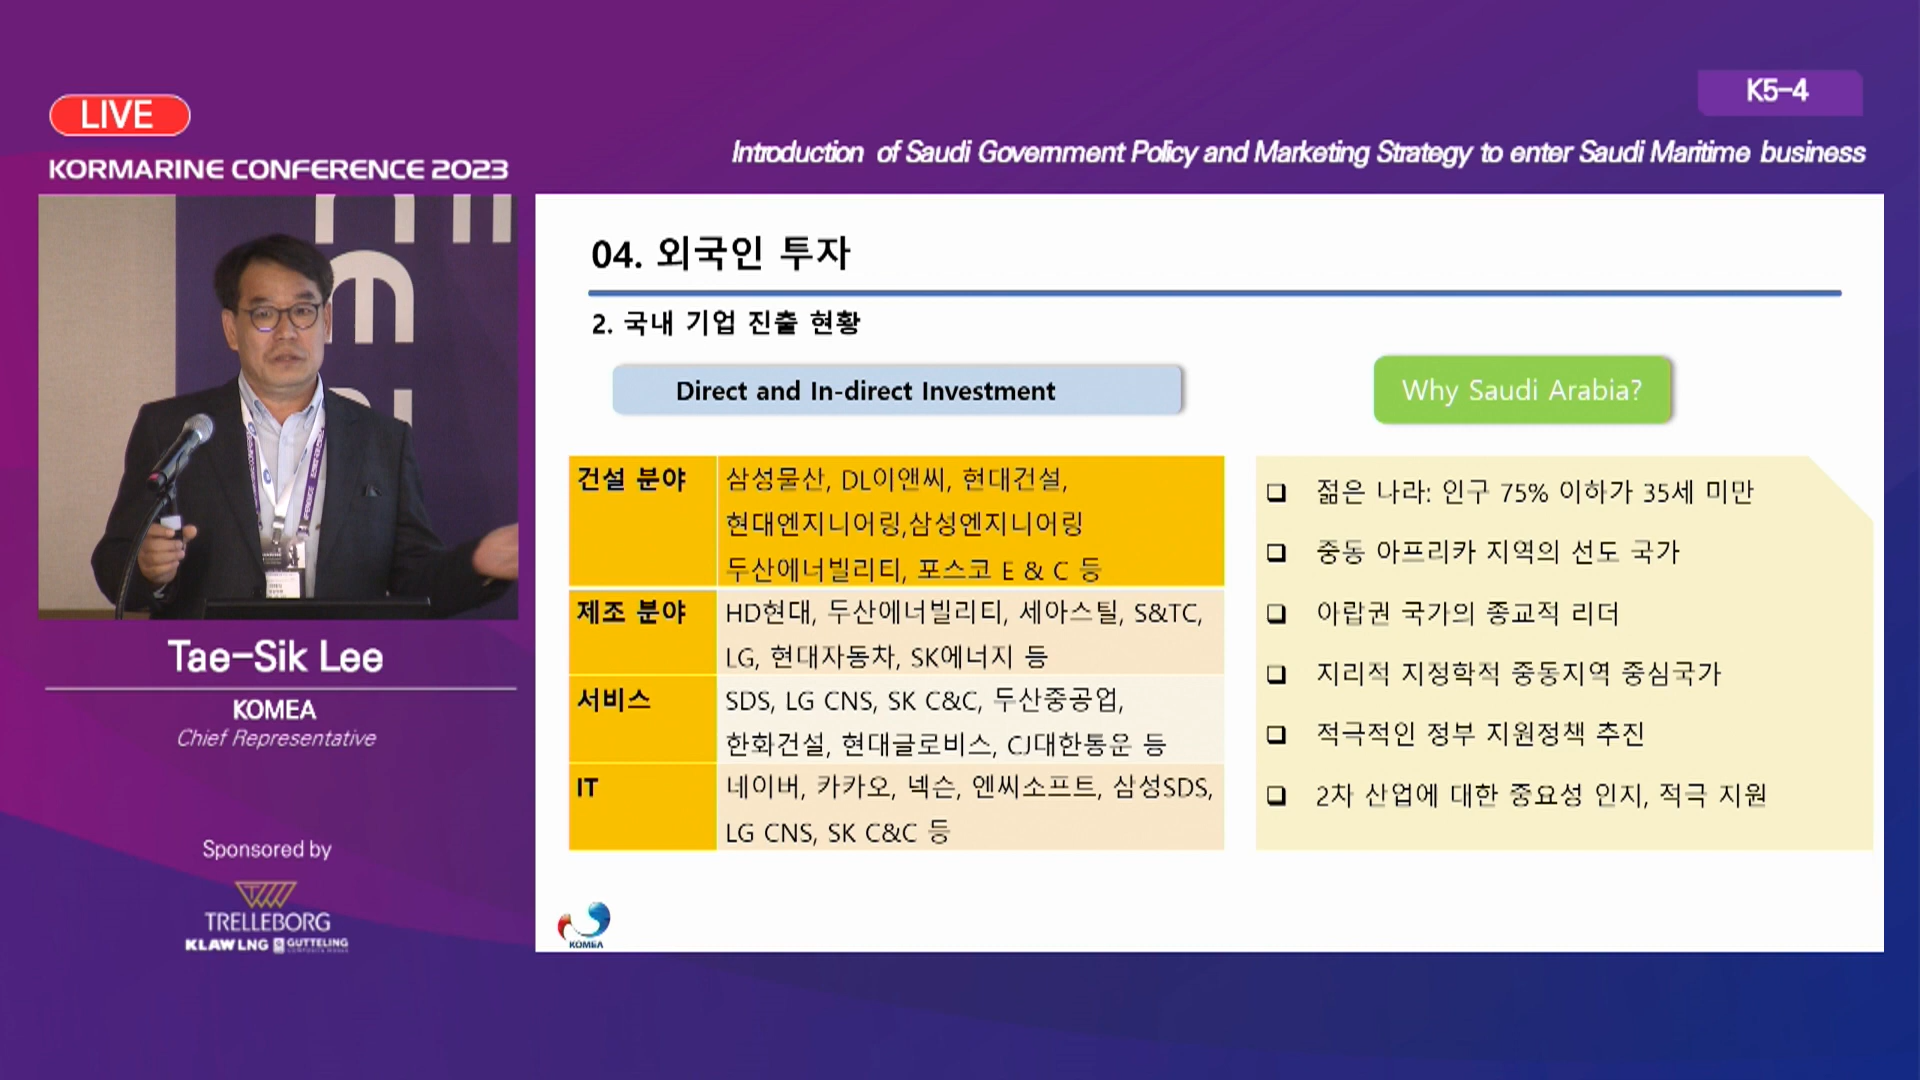 LIVE
KORMARINE CONFERENCE 2023
K5-4
Introduction of Saudi Government Policy and Marketing Strategy to enter Saudi Maritime business
Tae-Sik Lee
KOMEA
Chief Representative
Sponsored by
TRELLEBORG
KLAW LNG GUTTELING
04. 외국인 투자
2. 국내 기업 진출 현황
Direct and In-direct Investment
건설 분야
삼성물산, DL이앤씨, 현대건설,
현대엔지니어링,삼성엔지니어링
두산에너빌리티, 포스코 E & C 등
제조 분야
HD현대, 두산에너빌리티, 세아스틸, S&TC,
LG, 현대자동차, SK에너지 등
서비스
SDS, LG CNS, SK C&C, 두산중공업,
한화건설, 현대글로비스, CJ대한통운 등
IT
네이버, 카카오, 넥슨, 앤씨소프트, 삼성SDS,
LG CNS, SK C&C 등
Why Saudi Arabia?
젊은 나라: 인구 75% 이하가 35세 미만
중동 아프리카 지역의 선도 국가
아랍권 국가의 종교적 리더
지리적 지정학적 중동지역 중심국가
적극적인 정부 지원정책 추진
2차 산업에 대한 중요성 인지, 적극 지원
KOMEA